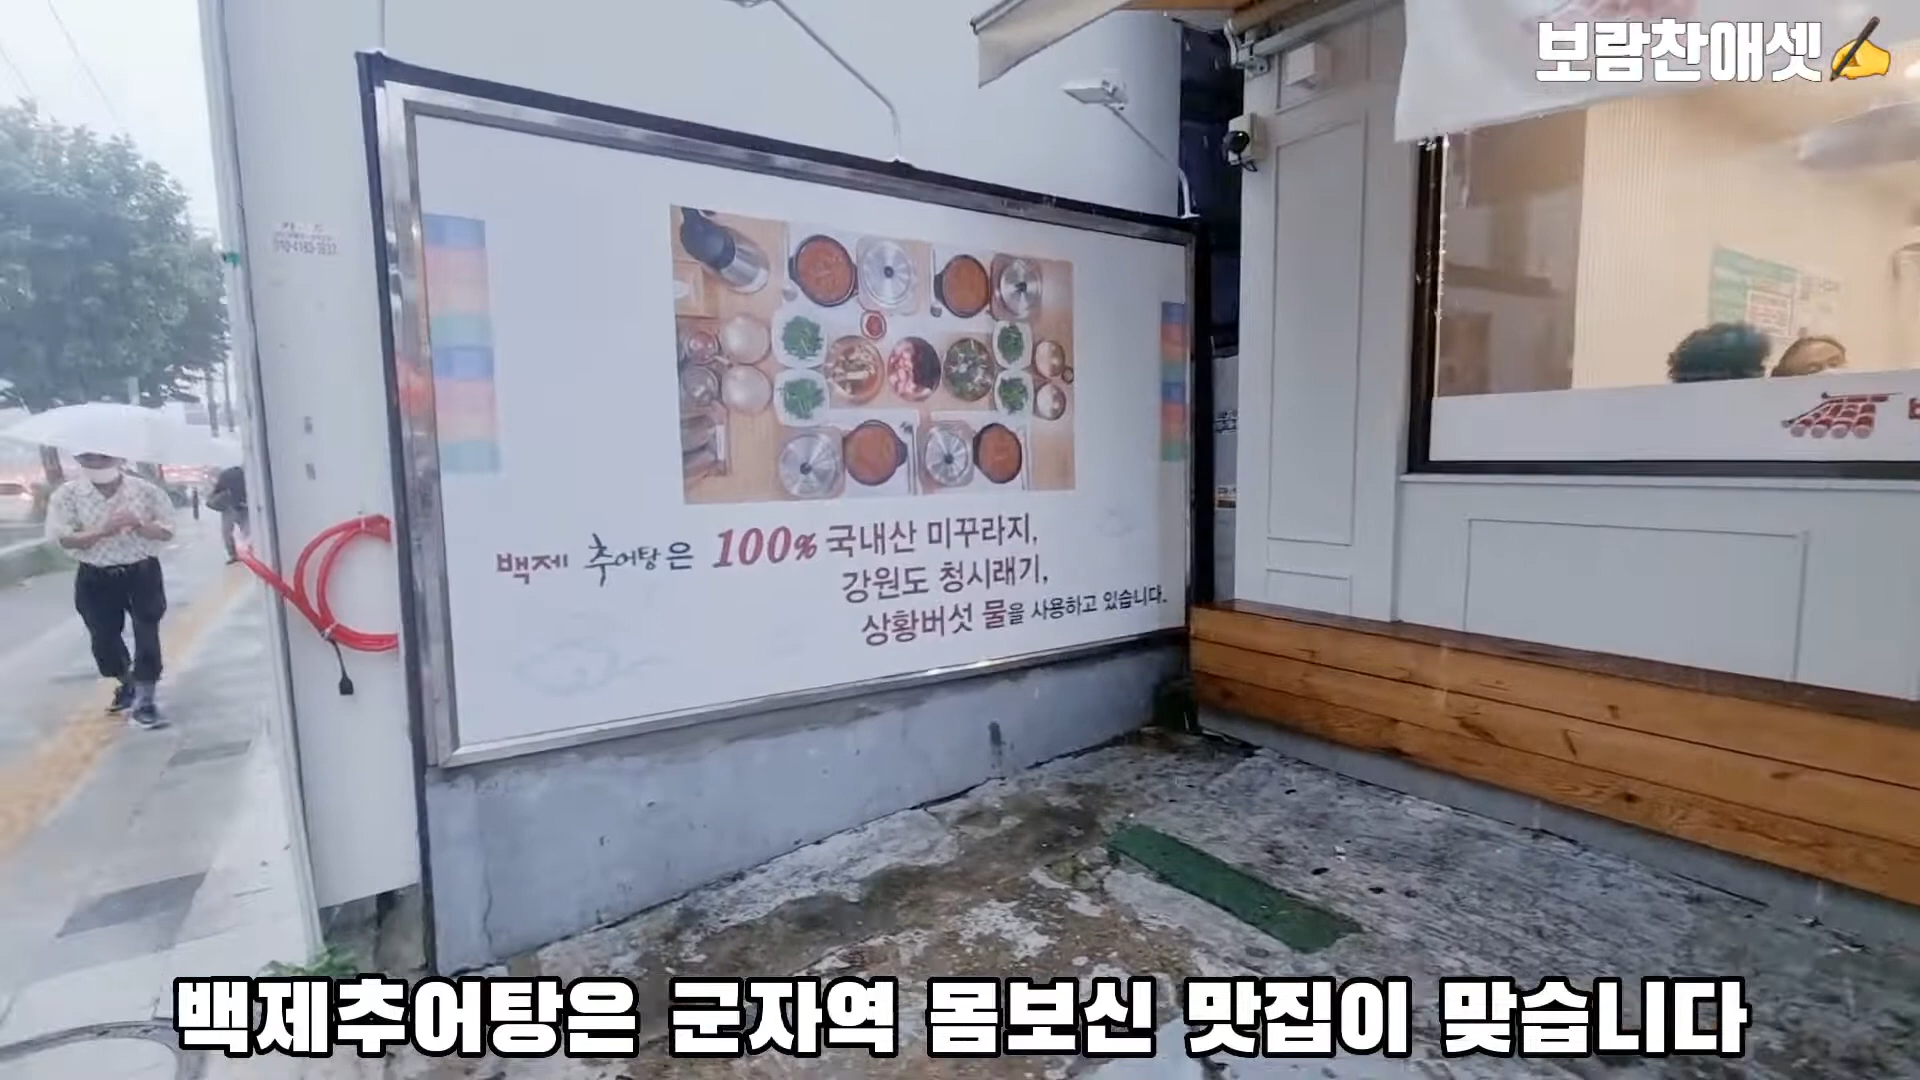 보람찬애셋✍
백제 추어탕은 100% 국내산 미꾸라지,
강원도 청시래기,
상황버섯 물을 사용하고 있습니다.
백제추어탕은 군자역 몸보신 맛집이 맞습니다